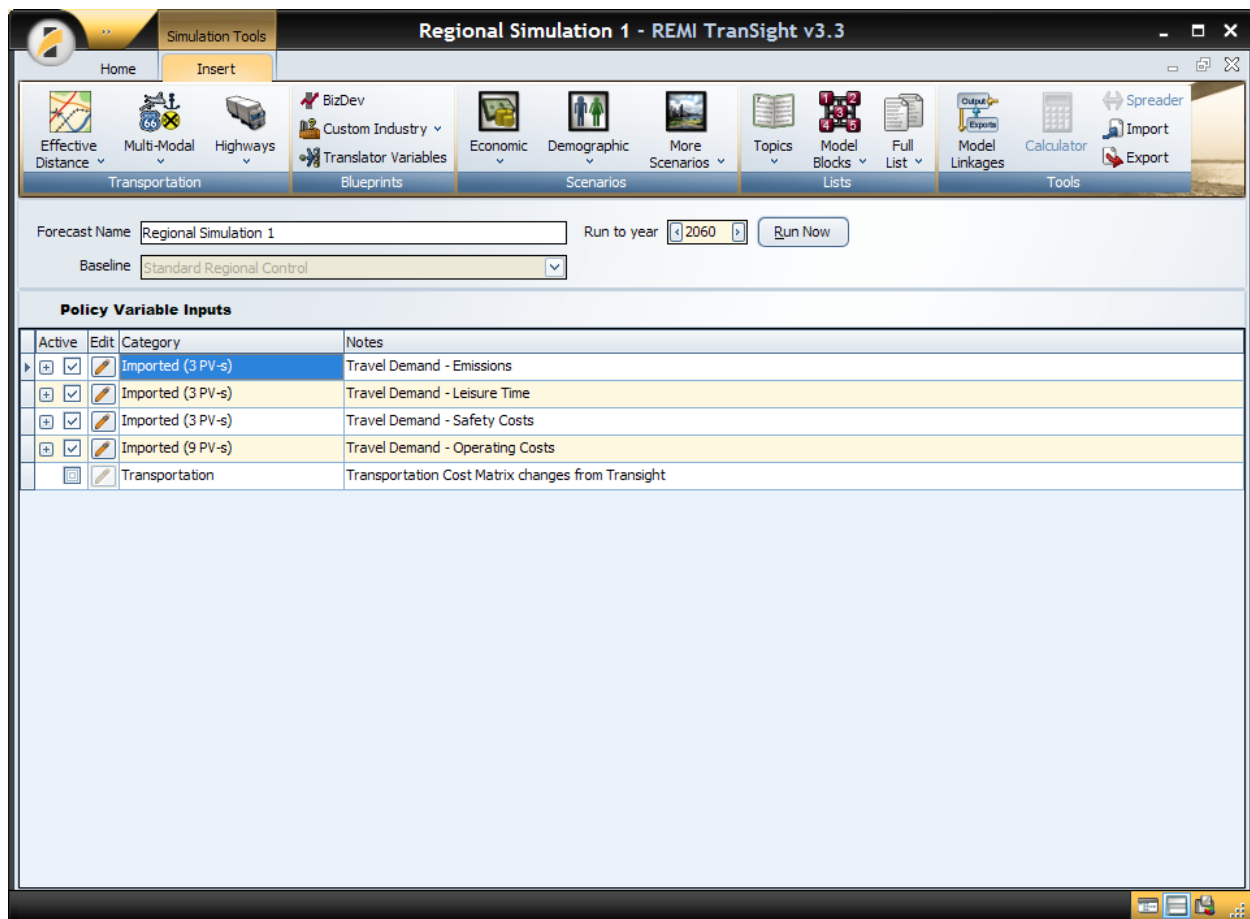 Simulation Tools
Regional Simulation 1 - REMI TranSight v3.3
Home Insert
Effective Distance
Multi-Modal
Highways
Transportation
BizDev
Custom Industry
Translator Variables
Blueprints
Economic
Demographic
More Scenarios
Scenarios
Topics
Model Blocks
Full List
Lists
Output
Exports
Model Linkages
Calculator
Spreader
Import
Export
Tools
Forecast Name Regional Simulation 1 Run to year 2060 Run Now
Baseline Standard Regional Control
Policy Variable Inputs
Active Edit Category Notes
Imported (3 PV-s) Travel Demand - Emissions
Imported (3 PV-s) Travel Demand - Leisure Time
Imported (3 PV-s) Travel Demand - Safety Costs
Imported (9 PV-s) Travel Demand - Operating Costs
Transportation Transportation Cost Matrix changes from Transight